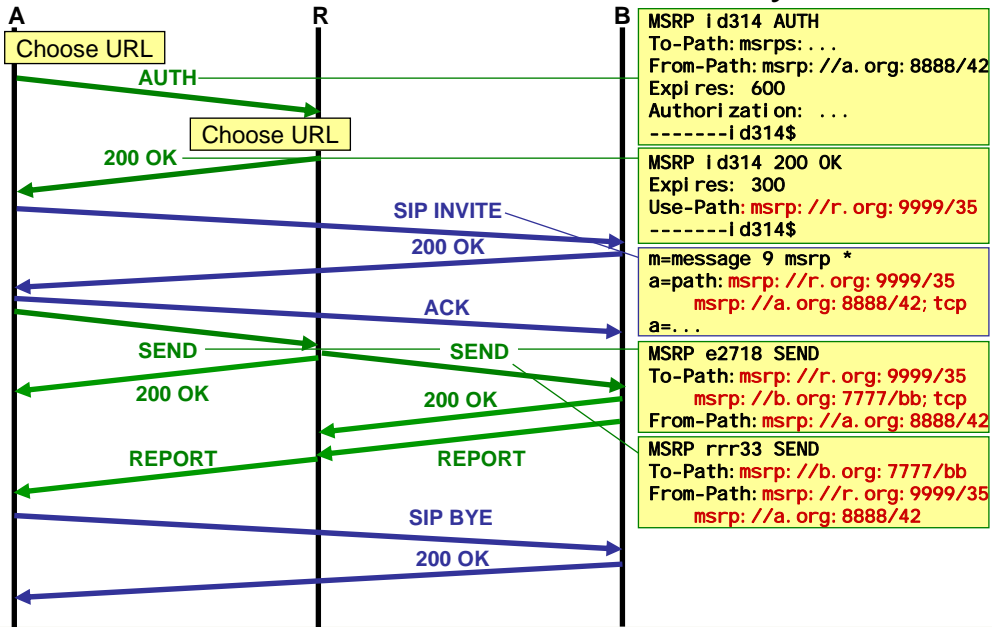 A
R
B
Choose URL
AUTH
Choose URL
200 OK
SIP INVITE
200 OK
ACK
SEND
SEND
200 OK
200 OK
REPORT
REPORT
SIP BYE
200 OK
MSRP id314 AUTH
To-Path: msrps:...
From-Path: msrp://a.org:8888/42
Expires: 600
Authorization: ...
-------id314$
MSRP id314 200 OK
Expires: 300
Use-Path: msrp://r.org:9999/35
-------id314$
m=message 9 msrp *
a=path: msrp://r.org:9999/35
msrp://a.org:8888/42;tcp
a=...
MSRP e2718 SEND
To-Path: msrp://r.org:9999/35
msrp://b.org:7777/bb;tcp
From-Path: msrp://a.org:8888/42
MSRP rrr33 SEND
To-Path: msrp://b.org:7777/bb
From-Path: msrp://r.org:9999/35
msrp://a.org:8888/42